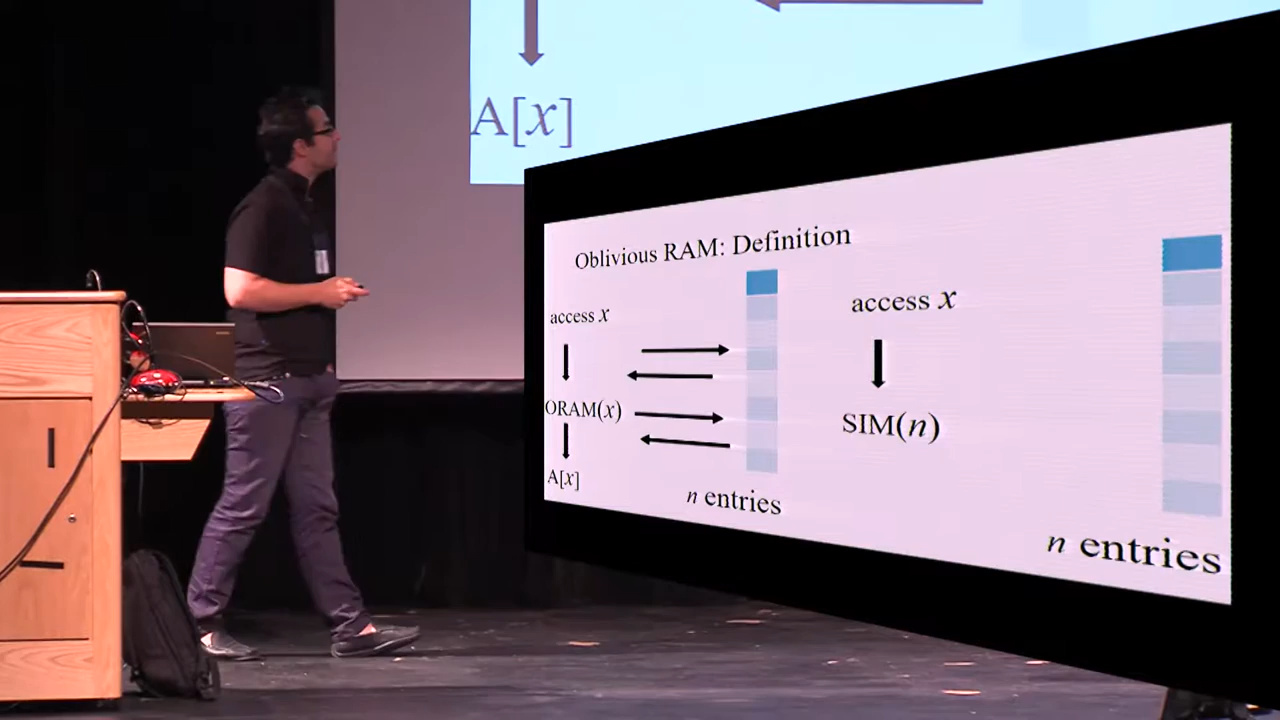 A[x]
Oblivious RAM: Definition
access x
access x
ORAM(x)
SIM(n)
A[x]
n entries
n entries